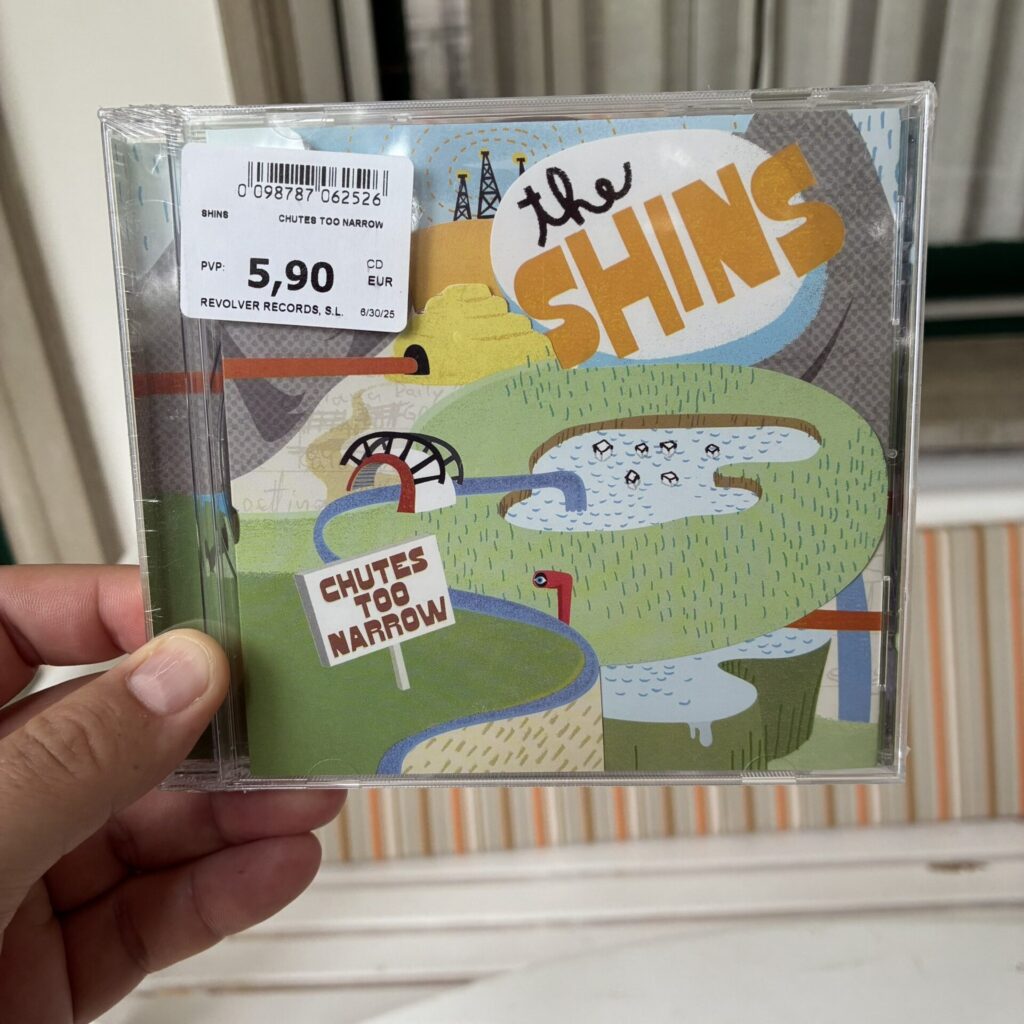 0 098787 062526
SHINS CHUTES TOO NARROW
PVP: 5,90 CD EUR
REVOLVER RECORDS, S.L. 6/30/25
the
SHINS
CHUTES
TOO
NARROW